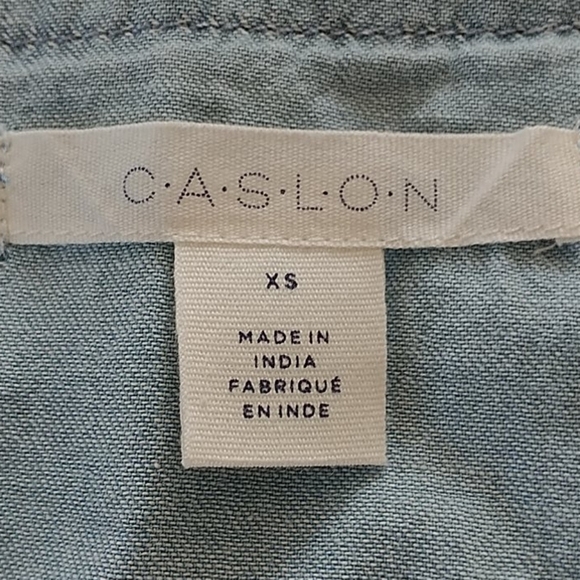 C·A·S·L·O·N
XS
MADE IN
INDIA
FABRIQUÉ
EN INDE